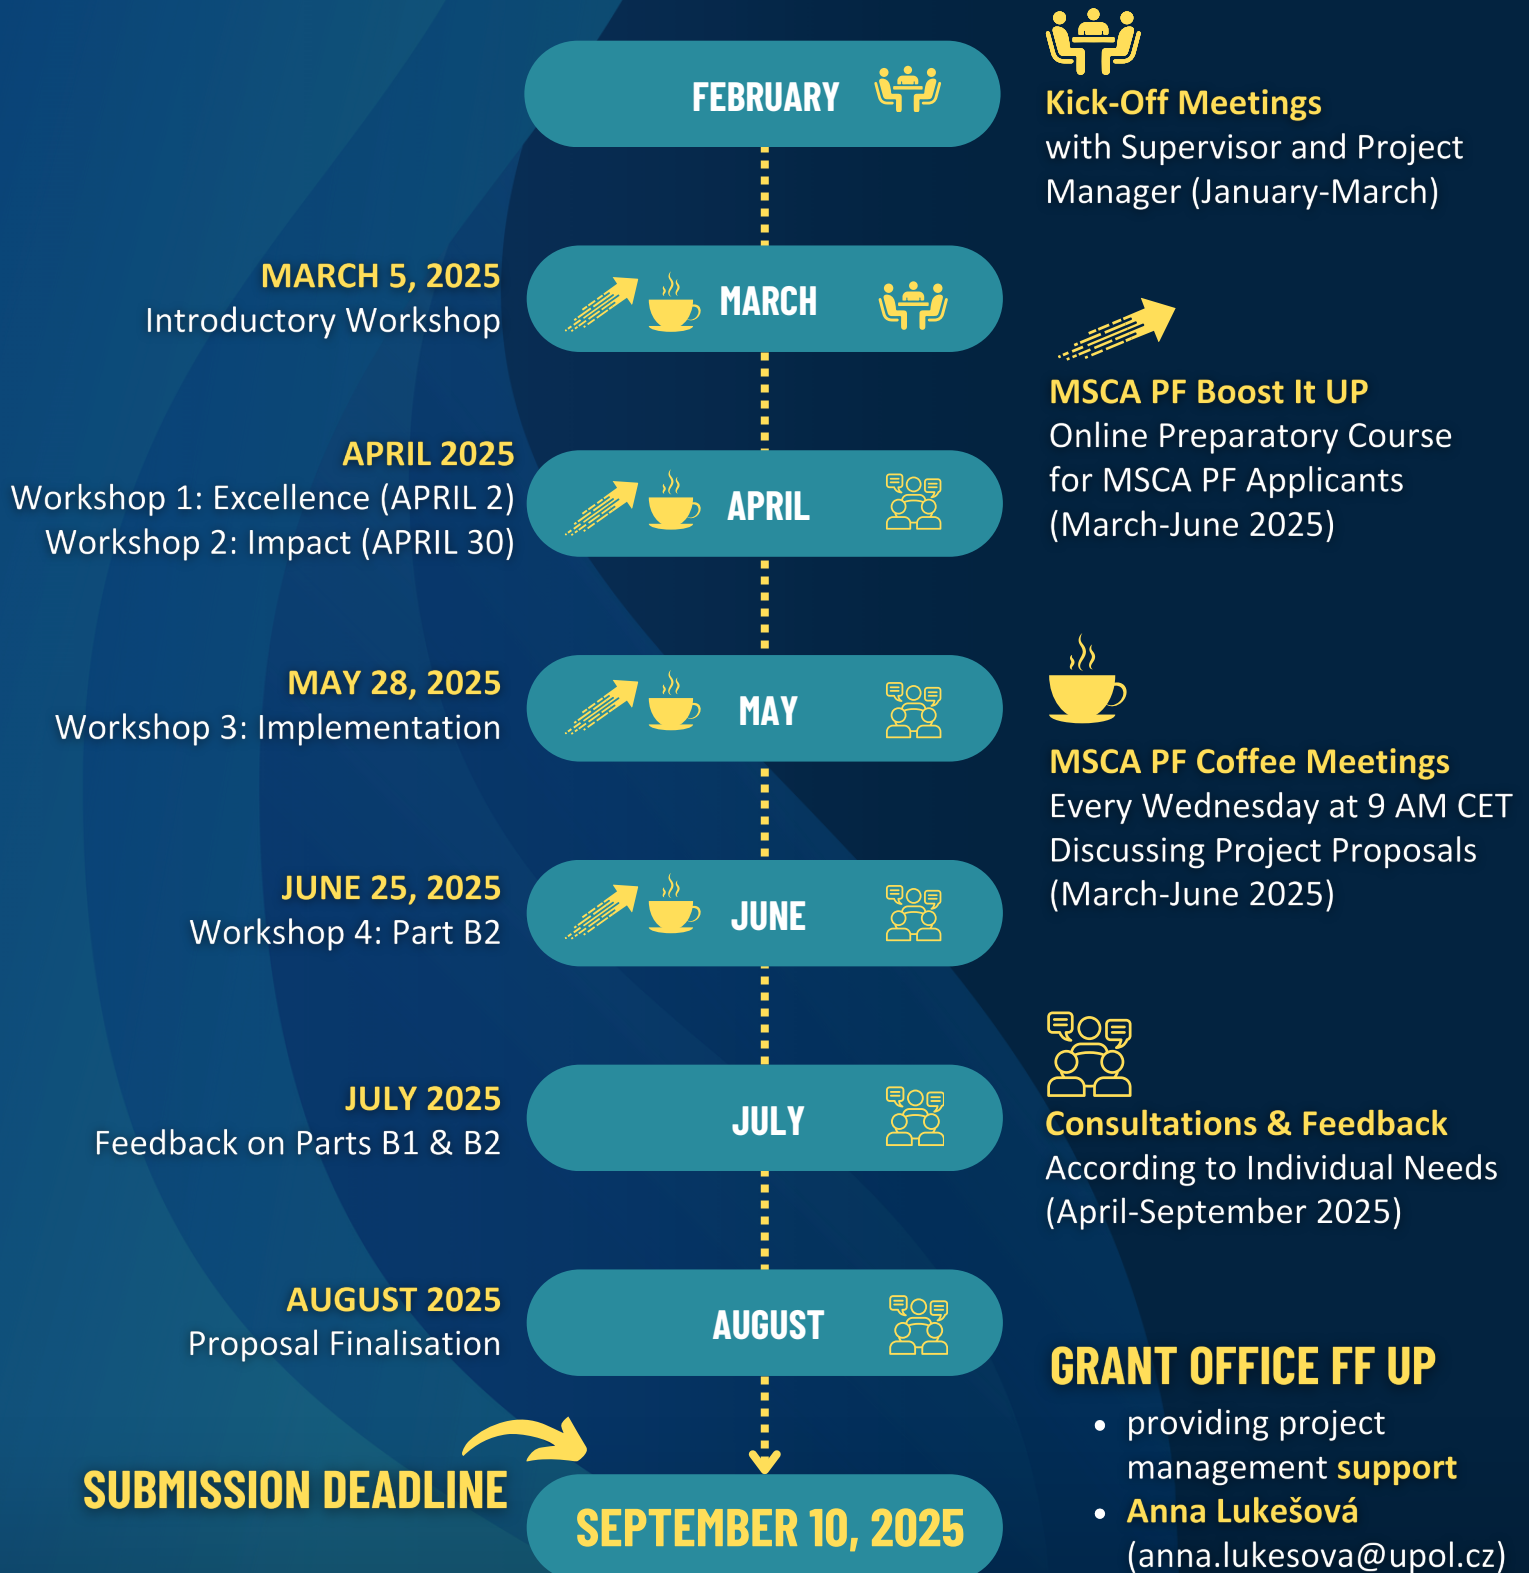 FEBRUARY
Kick-Off Meetings
with Supervisor and Project
Manager (January-March)
MARCH 5, 2025
Introductory Workshop
MARCH
MSCA PF Boost It UP
Online Preparatory Course
for MSCA PF Applicants
(March-June 2025)
APRIL 2025
Workshop 1: Excellence (APRIL 2)
Workshop 2: Impact (APRIL 30)
APRIL
MAY 28, 2025
Workshop 3: Implementation
MAY
MSCA PF Coffee Meetings
Every Wednesday at 9 AM CET
Discussing Project Proposals
(March-June 2025)
JUNE 25, 2025
Workshop 4: Part B2
JUNE
JULY 2025
Feedback on Parts B1 & B2
JULY
Consultations & Feedback
According to Individual Needs
(April-September 2025)
AUGUST 2025
Proposal Finalisation
AUGUST
SUBMISSION DEADLINE
SEPTEMBER 10, 2025
GRANT OFFICE FF UP
• providing project
management support
• Anna Lukešová
(anna.lukesova@upol.cz)